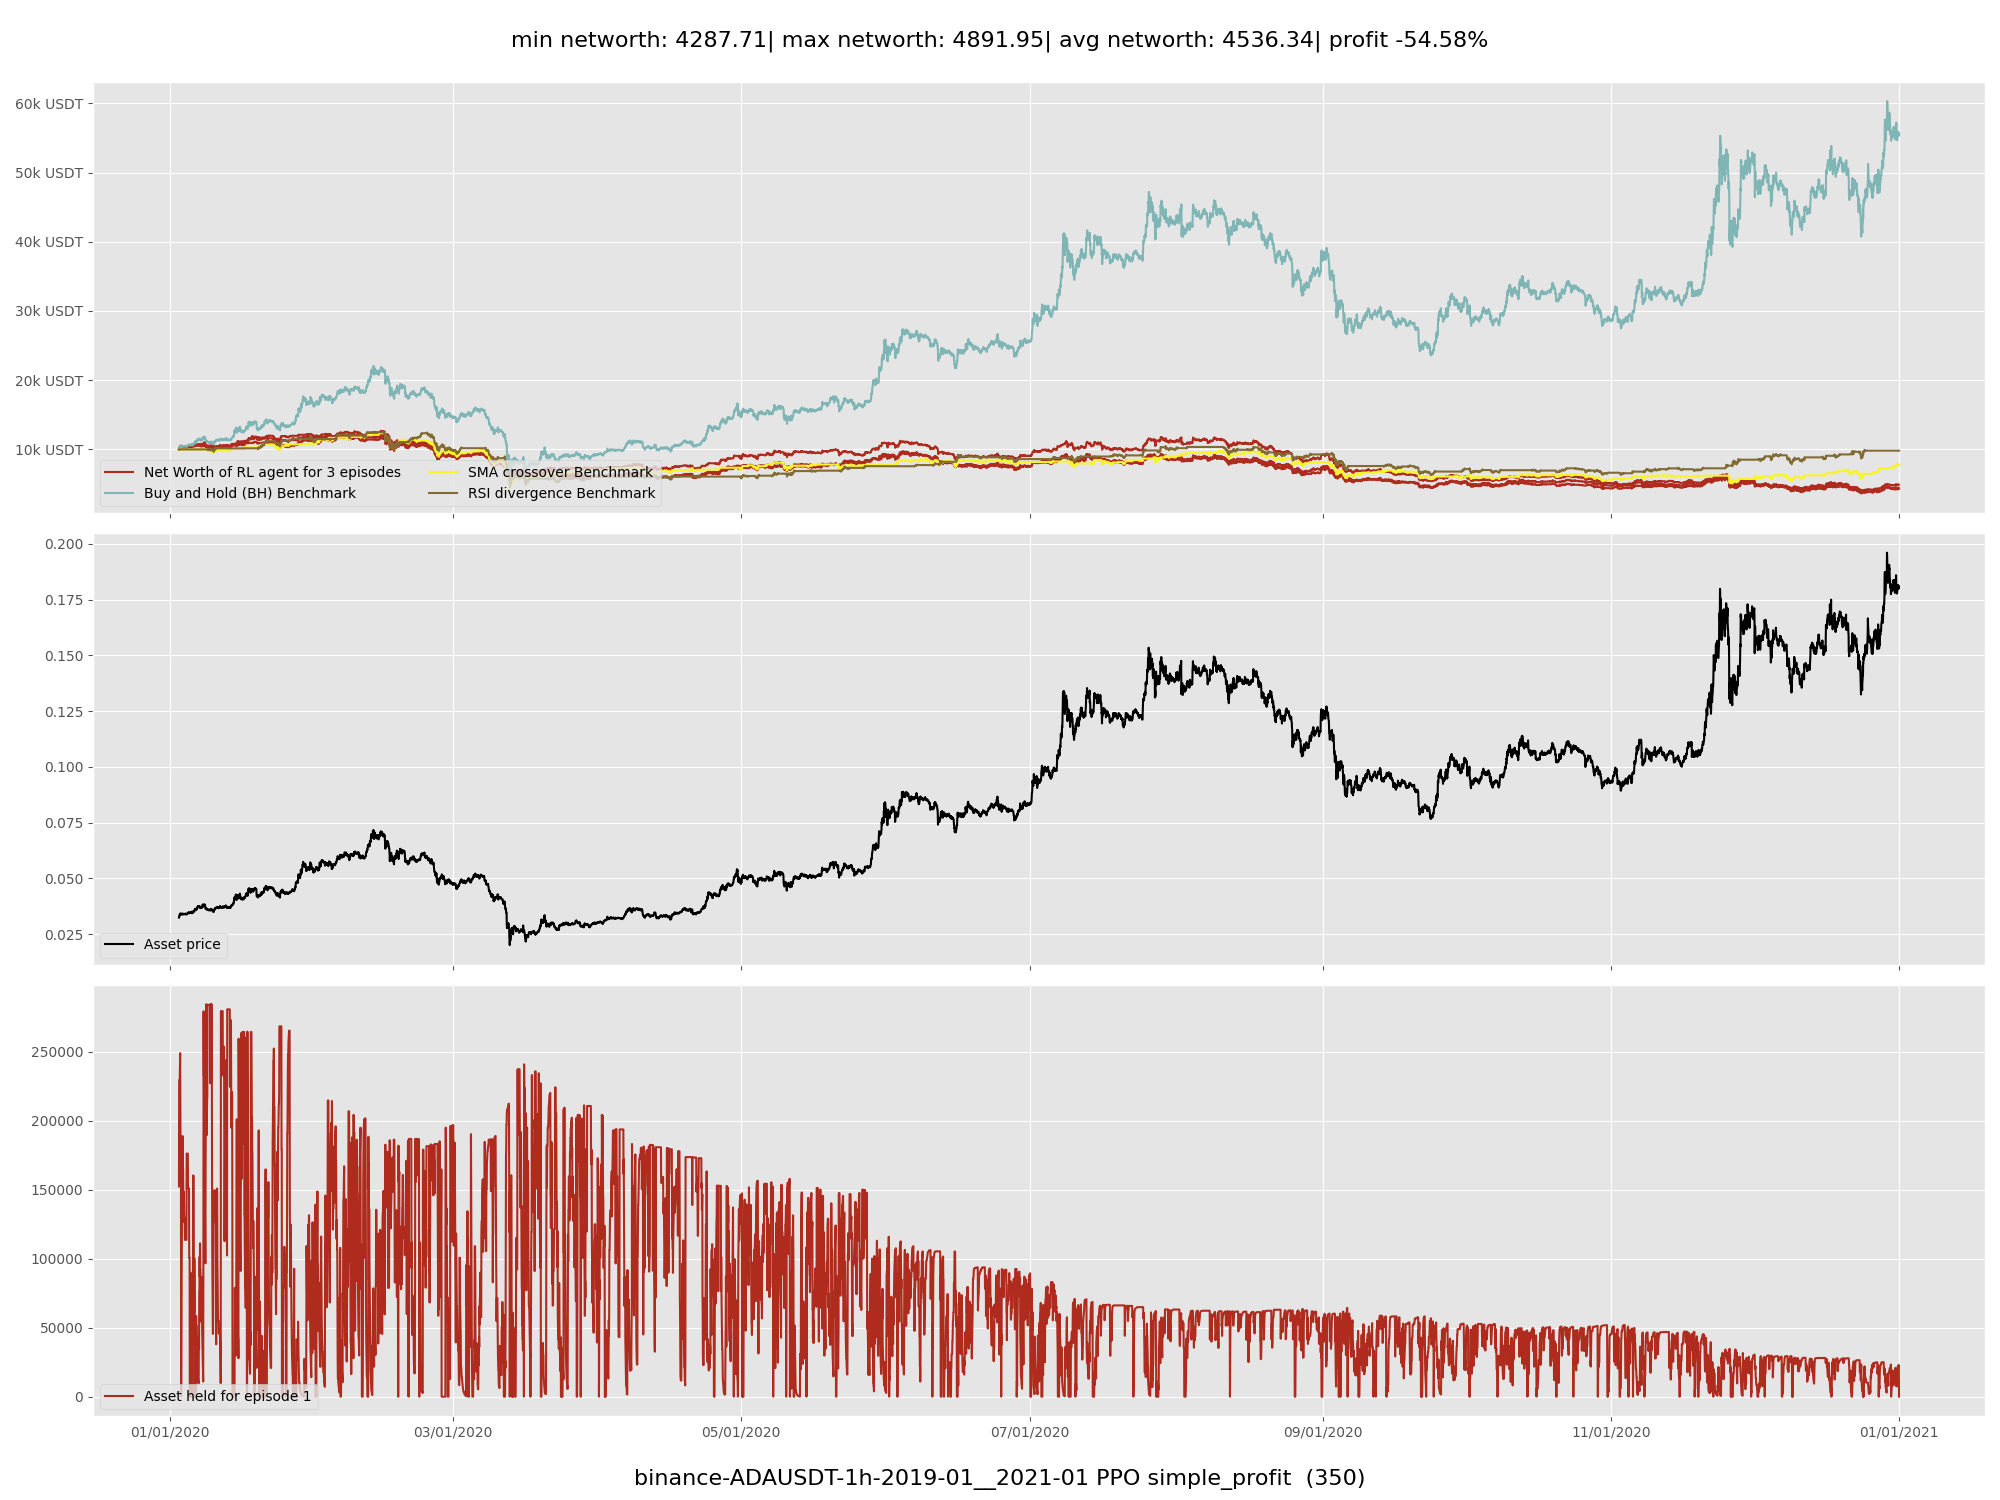 min networth: 4287.71| max networth: 4891.95| avg networth: 4536.34| profit -54.58%
60k USDT
50k USDT
40k USDT
30k USDT
20k USDT
10k USDT
Net Worth of RL agent for 3 episodes
Buy and Hold (BH) Benchmark
SMA crossover Benchmark
RSI divergence Benchmark
0.200
0.175
0.150
0.125
0.100
0.075
0.050
0.025
Asset price
250000
200000
150000
100000
50000
0
Asset held for episode 1
01/01/2020
03/01/2020
05/01/2020
07/01/2020
09/01/2020
11/01/2020
01/01/2021
binance-ADAUSDT-1h-2019-01__2021-01 PPO simple_profit  (350)